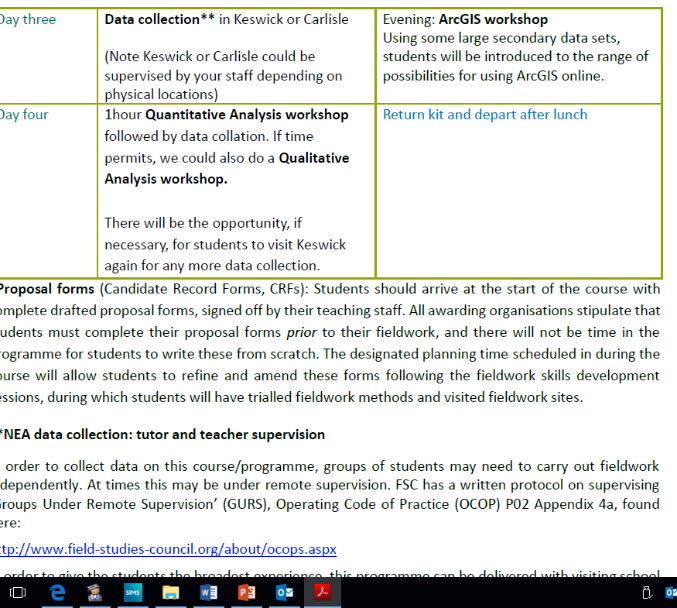 Day three
Data collection** in Keswick or Carlisle
(Note Keswick or Carlisle could be
supervised by your staff depending on
physical locations)
Evening: ArcGIS workshop
Using some large secondary data sets,
students will be introduced to the range of
possibilities for using ArcGIS online.
Day four
1hour Quantitative Analysis workshop
followed by data collation. If time
permits, we could also do a Qualitative
Analysis workshop.
There will be the opportunity, if
necessary, for students to visit Keswick
again for any more data collection.
Return kit and depart after lunch
Proposal forms (Candidate Record Forms, CRFs): Students should arrive at the start of the course with
omplete drafted proposal forms, signed off by their teaching staff. All awarding organisations stipulate that
tudents must complete their proposal forms prior to their fieldwork, and there will not be time in the
rogramme for students to write these from scratch. The designated planning time scheduled in during the
ourse will allow students to refine and amend these forms following the fieldwork skills development
essions, during which students will have trialled fieldwork methods and visited fieldwork sites.
*NEA data collection: tutor and teacher supervision
order to collect data on this course/programme, groups of students may need to carry out fieldwork
dependently. At times this may be under remote supervision. FSC has a written protocol on supervising
Groups Under Remote Supervision' (GURS), Operating Code of Practice (OCOP) P02 Appendix 4a, found
ere:
ttp://www.field-studies-council.org/about/ocops.aspx
order to give the students the broadest experience, this programme can be delivered with visiting school
SIMS